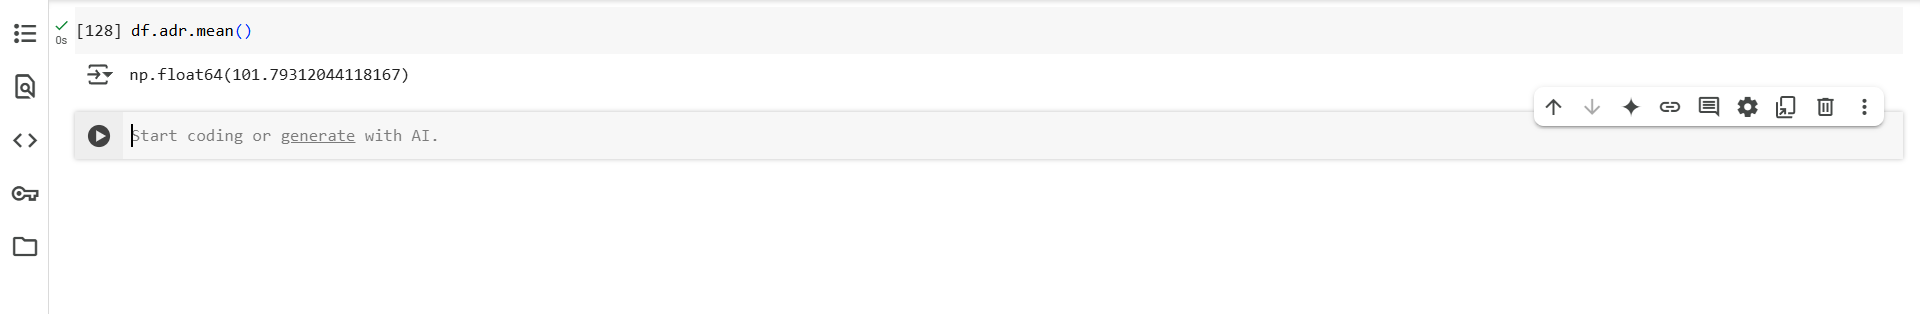 [128] df.adr.mean()
0s
np.float64(101.79312044118167)
Start coding or generate with AI.